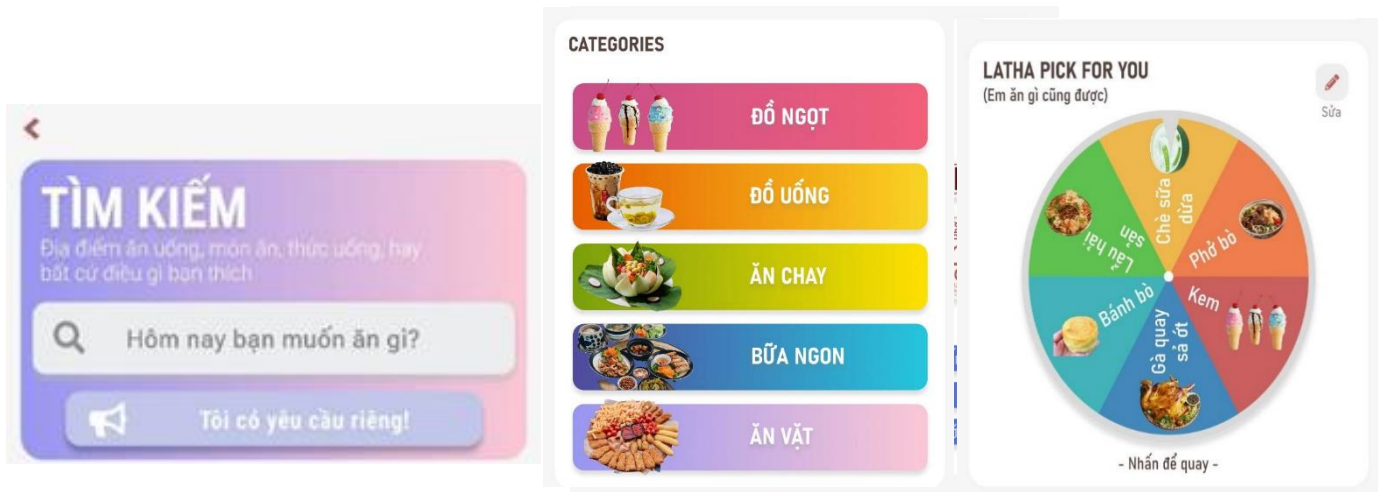 TÌM KIẾM
Địa điểm ăn uống, món ăn, thức uống, hay
bất cứ điều gì bạn thích
Hôm nay bạn muốn ăn gì?
Tôi có yêu cầu riêng!
CATEGORIES
ĐỒ NGỌT
ĐỒ UỐNG
ĂN CHAY
BỮA NGON
ĂN VẶT
LATHA PICK FOR YOU
(Em ăn gì cũng được)
Sửa
Chè sữa
dừa
Phở bò
Kem
Gà quay
sả ớt
Bánh bò
Lẩu hải
sản
- Nhấn để quay -